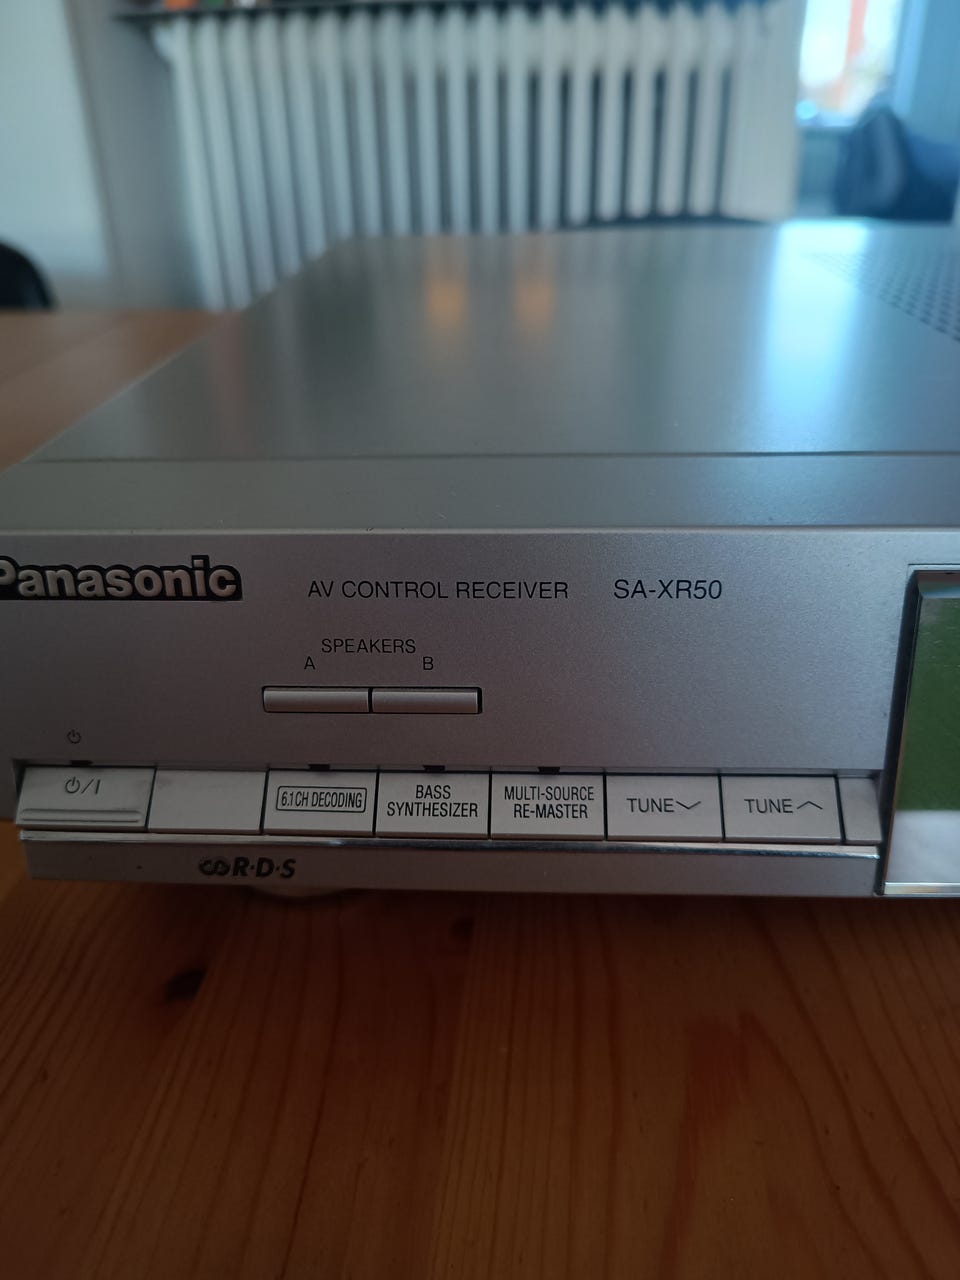 Panasonic
AV CONTROL RECEIVER SA-XR50
SPEAKERS
A B
⏻/I
6.1CH DECODING
BASS
SYNTHESIZER
MULTI-SOURCE
RE-MASTER
TUNE
TUNE
R·D·S